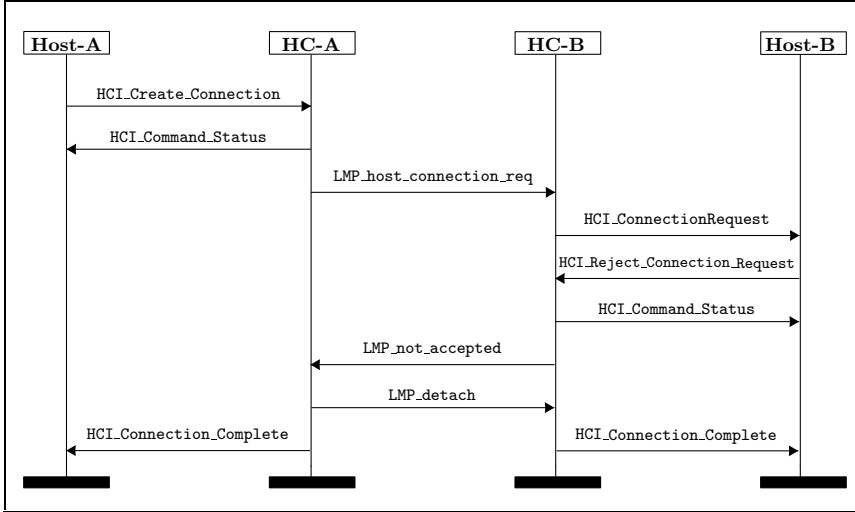 Host-A HC-A HC-B Host-B
HCI_Create_Connection
HCI_Command_Status
LMP_host_connection_req
HCI_ConnectionRequest
HCI_Reject_Connection_Request
HCI_Command_Status
LMP_not_accepted
LMP_detach
HCI_Connection_Complete HCI_Connection_Complete